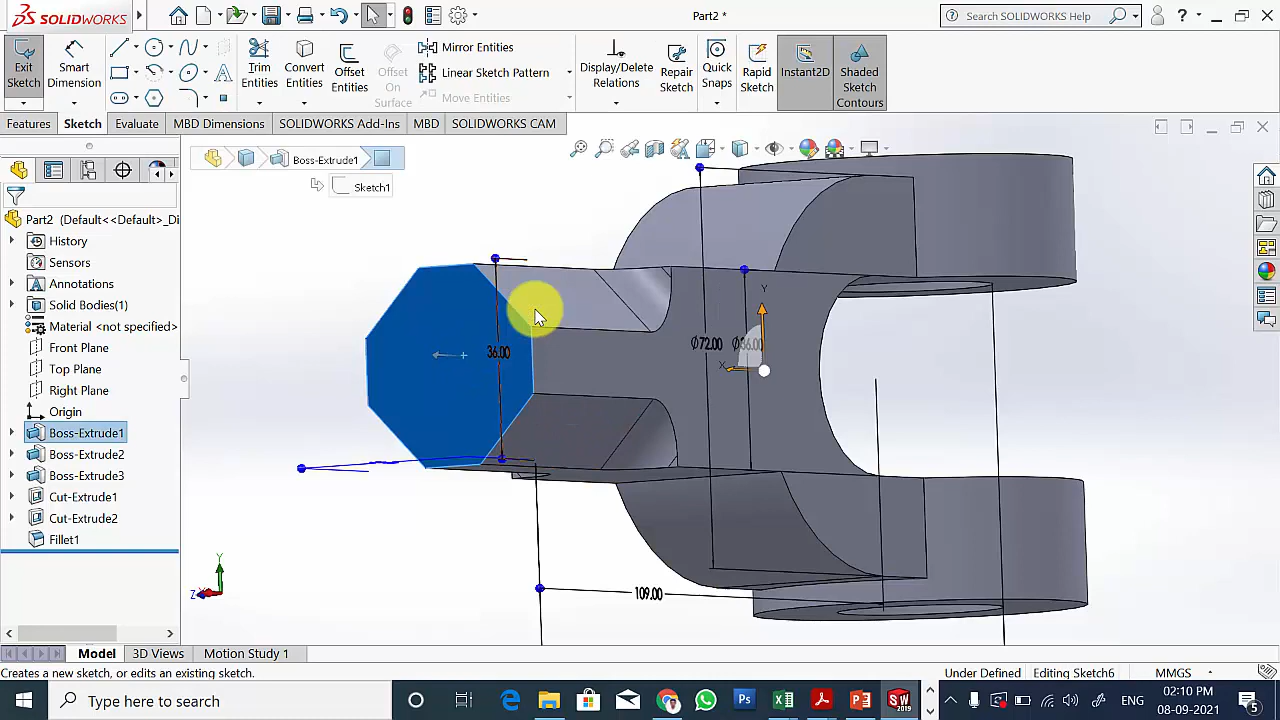 SOLIDWORKS
Part2 *
Search SOLIDWORKS Help
Exit Sketch
Smart Dimension
Trim Entities
Convert Entities
Offset Entities
Offset On Surface
Mirror Entities
Linear Sketch Pattern
Move Entities
Display/Delete Relations
Repair Sketch
Quick Snaps
Rapid Sketch
Instant2D
Shaded Sketch Contours
Features
Sketch
Evaluate
MBD Dimensions
SOLIDWORKS Add-Ins
MBD
SOLIDWORKS CAM
Boss-Extrude1
Sketch1
Part2 (Default<<Default>_Di
History
Sensors
Annotations
Solid Bodies(1)
Material <not specified>
Front Plane
Top Plane
Right Plane
Origin
Boss-Extrude1
Boss-Extrude2
Boss-Extrude3
Cut-Extrude1
Cut-Extrude2
Fillet1
36.00
Ø72.00
Ø36.00
109.00
Y
X
Y
Z
Model
3D Views
Motion Study 1
Creates a new sketch, or edits an existing sketch.
Under Defined
Editing Sketch6
MMGS
Type here to search
ENG
02:10 PM
08-09-2021
5